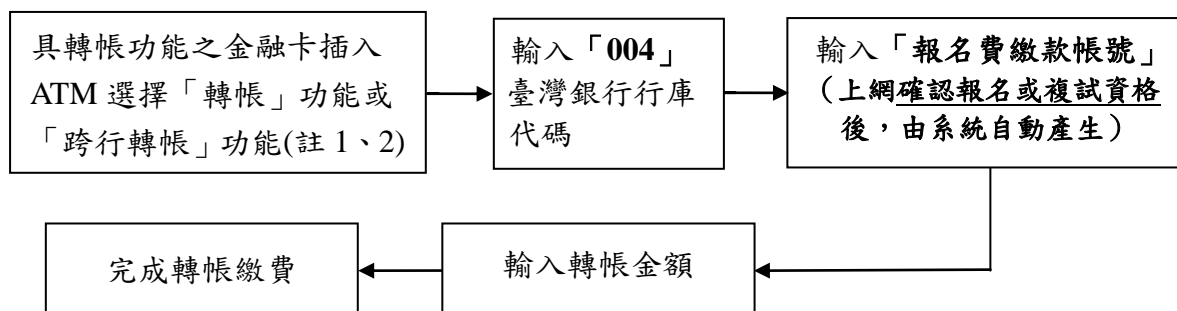 具轉帳功能之金融卡插入
ATM 選擇「轉帳」功能或
「跨行轉帳」功能(註 1、2)
輸入「004」
臺灣銀行行庫
代碼
輸入「報名費繳款帳號」
（上網確認報名或複試資格
後，由系統自動產生）
輸入轉帳金額
完成轉帳繳費